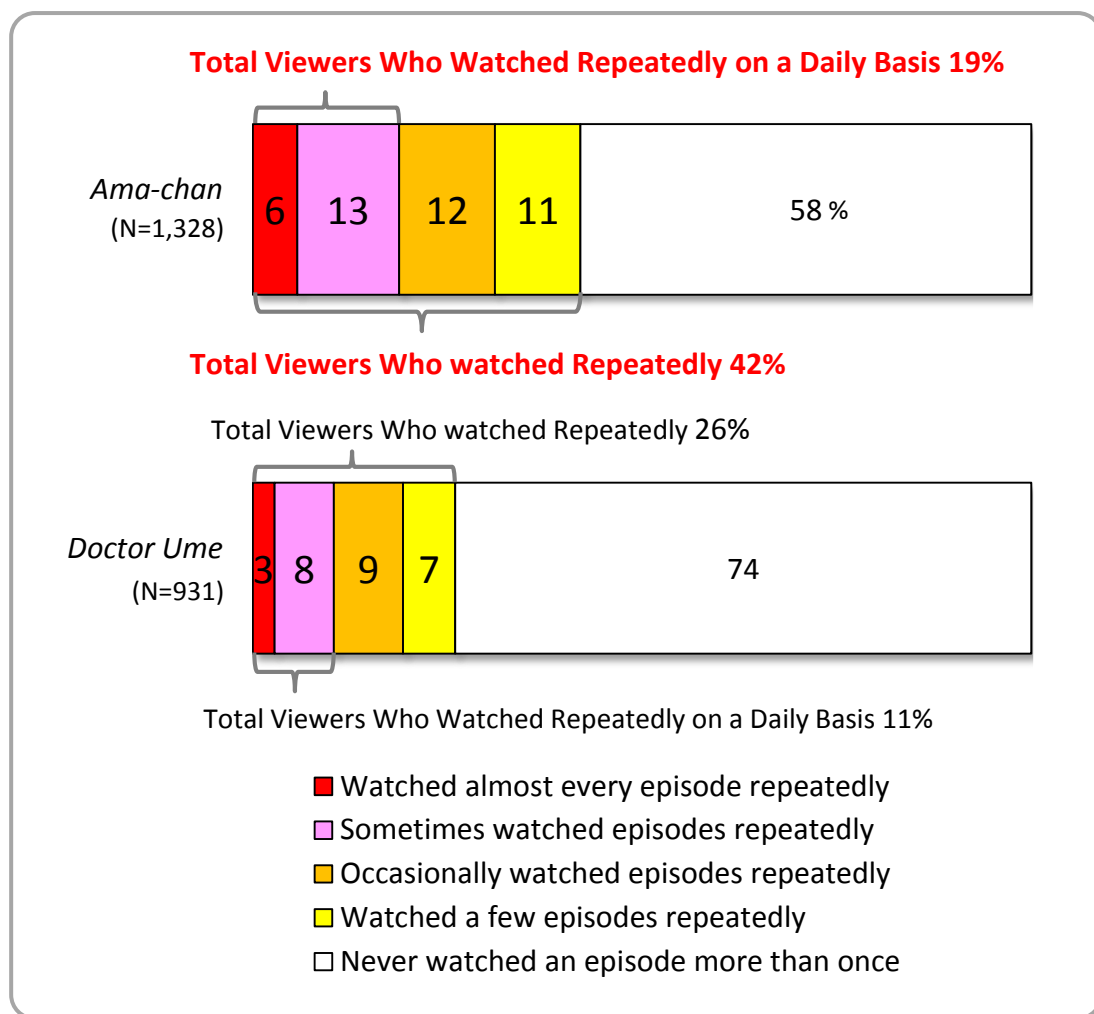 Total Viewers Who Watched Repeatedly on a Daily Basis 19%
Ama-chan
(N=1,328)
6 13 12 11 58 %
Total Viewers Who watched Repeatedly 42%
Total Viewers Who watched Repeatedly 26%
Doctor Ume
(N=931)
3 8 9 7 74
Total Viewers Who Watched Repeatedly on a Daily Basis 11%
Watched almost every episode repeatedly
Sometimes watched episodes repeatedly
Occasionally watched episodes repeatedly
Watched a few episodes repeatedly
Never watched an episode more than once